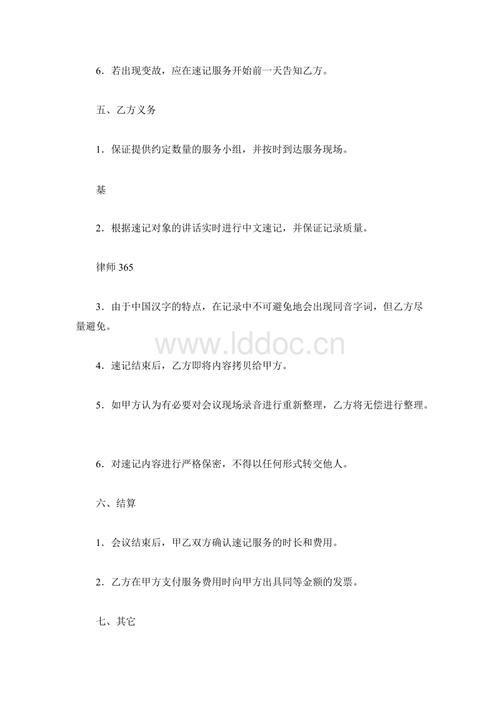 6．若出现变故，应在速记服务开始前一天告知乙方。
五、乙方义务
1．保证提供约定数量的服务小组，并按时到达服务现场。
基
2．根据速记对象的讲话实时进行中文速记，并保证记录质量。
律师 365
3．由于中国汉字的特点，在记录中不可避免地会出现同音字词，但乙方尽
量避免。
www.lddoc.cn
4．速记结束后，乙方即将内容拷贝给甲方。
5．如甲方认为有必要对会议现场录音进行重新整理，乙方将无偿进行整理。
6．对速记内容进行严格保密，不得以任何形式转交他人。
六、结算
1．会议结束后，甲乙双方确认速记服务的时长和费用。
2．乙方在甲方支付服务费用时向甲方出具同等金额的发票。
七、其它